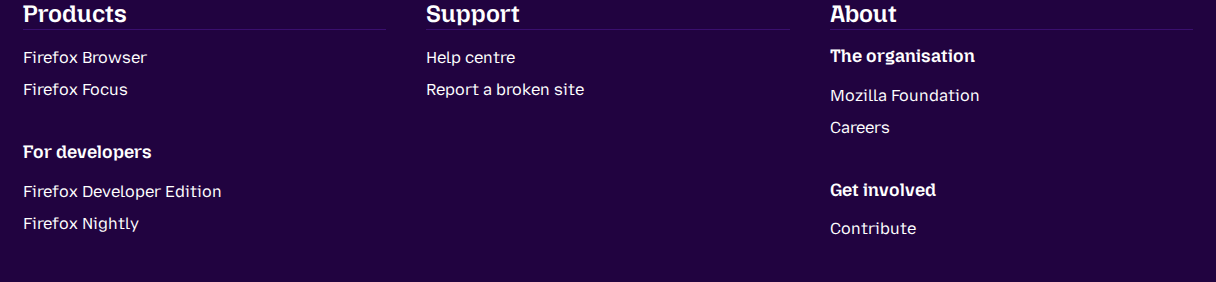 Products
Firefox Browser
Firefox Focus
For developers
Firefox Developer Edition
Firefox Nightly
Support
Help centre
Report a broken site
About
The organisation
Mozilla Foundation
Careers
Get involved
Contribute